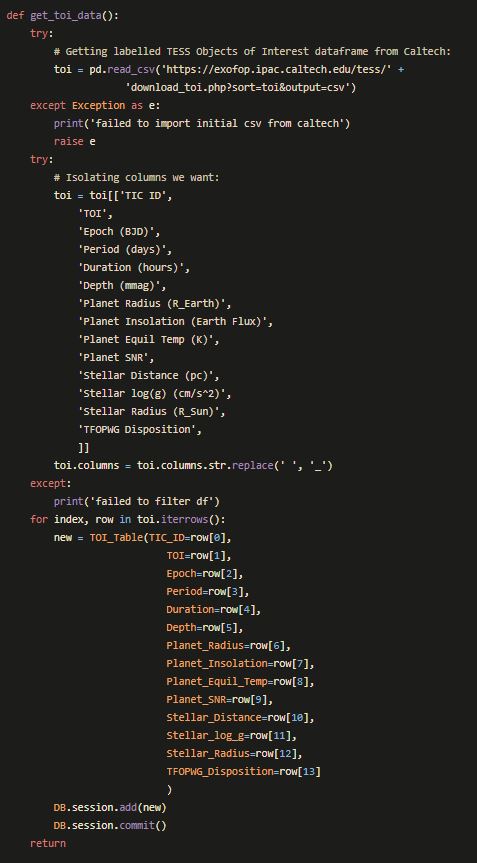 def get_toi_data():
    try:
        # Getting labelled TESS Objects of Interest dataframe from Caltech:
        toi = pd.read_csv('https://exofop.ipac.caltech.edu/tess/' +
                    'download_toi.php?sort=toi&output=csv')
    except Exception as e:
        print('failed to import initial csv from caltech')
        raise e
    try:
        # Isolating columns we want:
        toi = toi[['TIC ID',
            'TOI',
            'Epoch (BJD)',
            'Period (days)',
            'Duration (hours)',
            'Depth (mmag)',
            'Planet Radius (R_Earth)',
            'Planet Insolation (Earth Flux)',
            'Planet Equil Temp (K)',
            'Planet SNR',
            'Stellar Distance (pc)',
            'Stellar log(g) (cm/s^2)',
            'Stellar Radius (R_Sun)',
            'TFOPWG Disposition',
            ]]
        toi.columns = toi.columns.str.replace(' ', '_')
    except:
        print('failed to filter df')
    for index, row in toi.iterrows():
        new = TOI_Table(TIC_ID=row[0],
                           TOI=row[1],
                           Epoch=row[2],
                           Period=row[3],
                           Duration=row[4],
                           Depth=row[5],
                           Planet_Radius=row[6],
                           Planet_Insolation=row[7],
                           Planet_Equil_Temp=row[8],
                           Planet_SNR=row[9],
                           Stellar_Distance=row[10],
                           Stellar_log_g=row[11],
                           Stellar_Radius=row[12],
                           TFOPWG_Disposition=row[13]
                           )
        DB.session.add(new)
        DB.session.commit()
    return